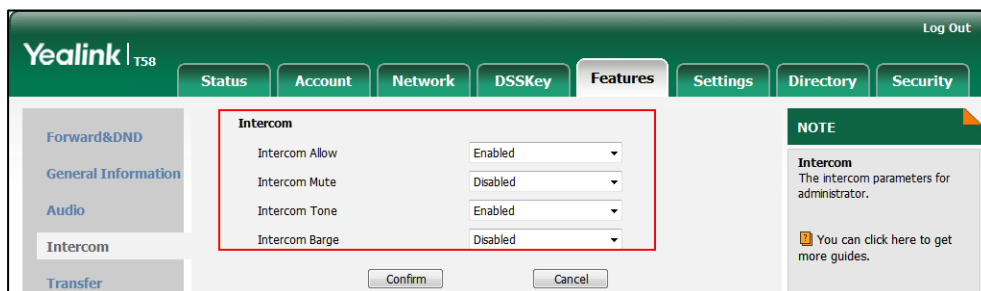 Log Out
Yealink T58
Status Account Network DSSKey Features Settings Directory Security
Forward&DND
General Information
Audio
Intercom
Transfer
Intercom
Intercom Allow Enabled
Intercom Mute Disabled
Intercom Tone Enabled
Intercom Barge Disabled
Confirm Cancel
NOTE
Intercom
The intercom parameters for
administrator.
You can click here to get
more guides.